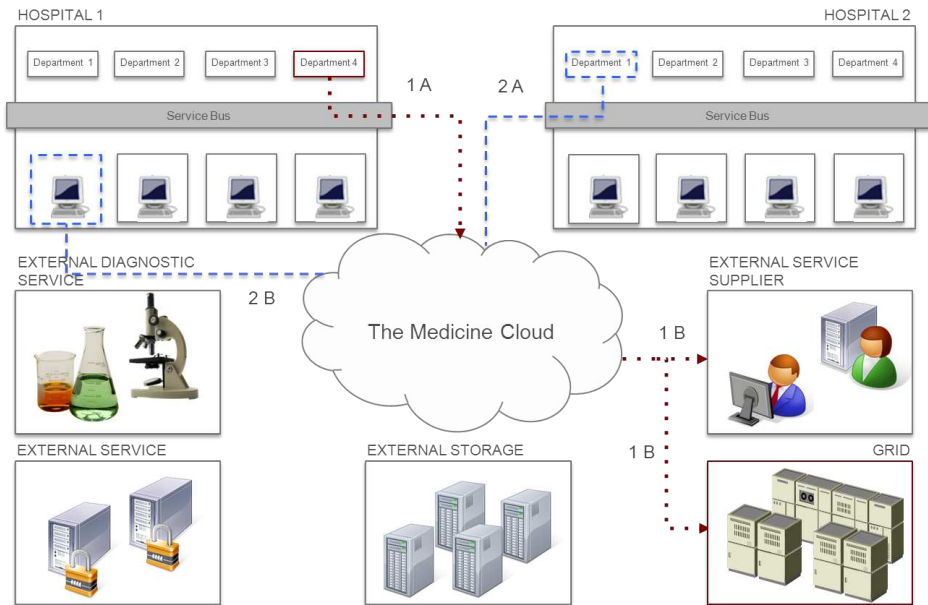 HOSPITAL 1
HOSPITAL 2
Department 1
Department 2
Department 3
Department 4
Department 1
Department 2
Department 3
Department 4
1 A
2 A
Service Bus
Service Bus
EXTERNAL DIAGNOSTIC
SERVICE
2 B
EXTERNAL SERVICE
SUPPLIER
The Medicine Cloud
1 B
EXTERNAL SERVICE
EXTERNAL STORAGE
1 B
GRID